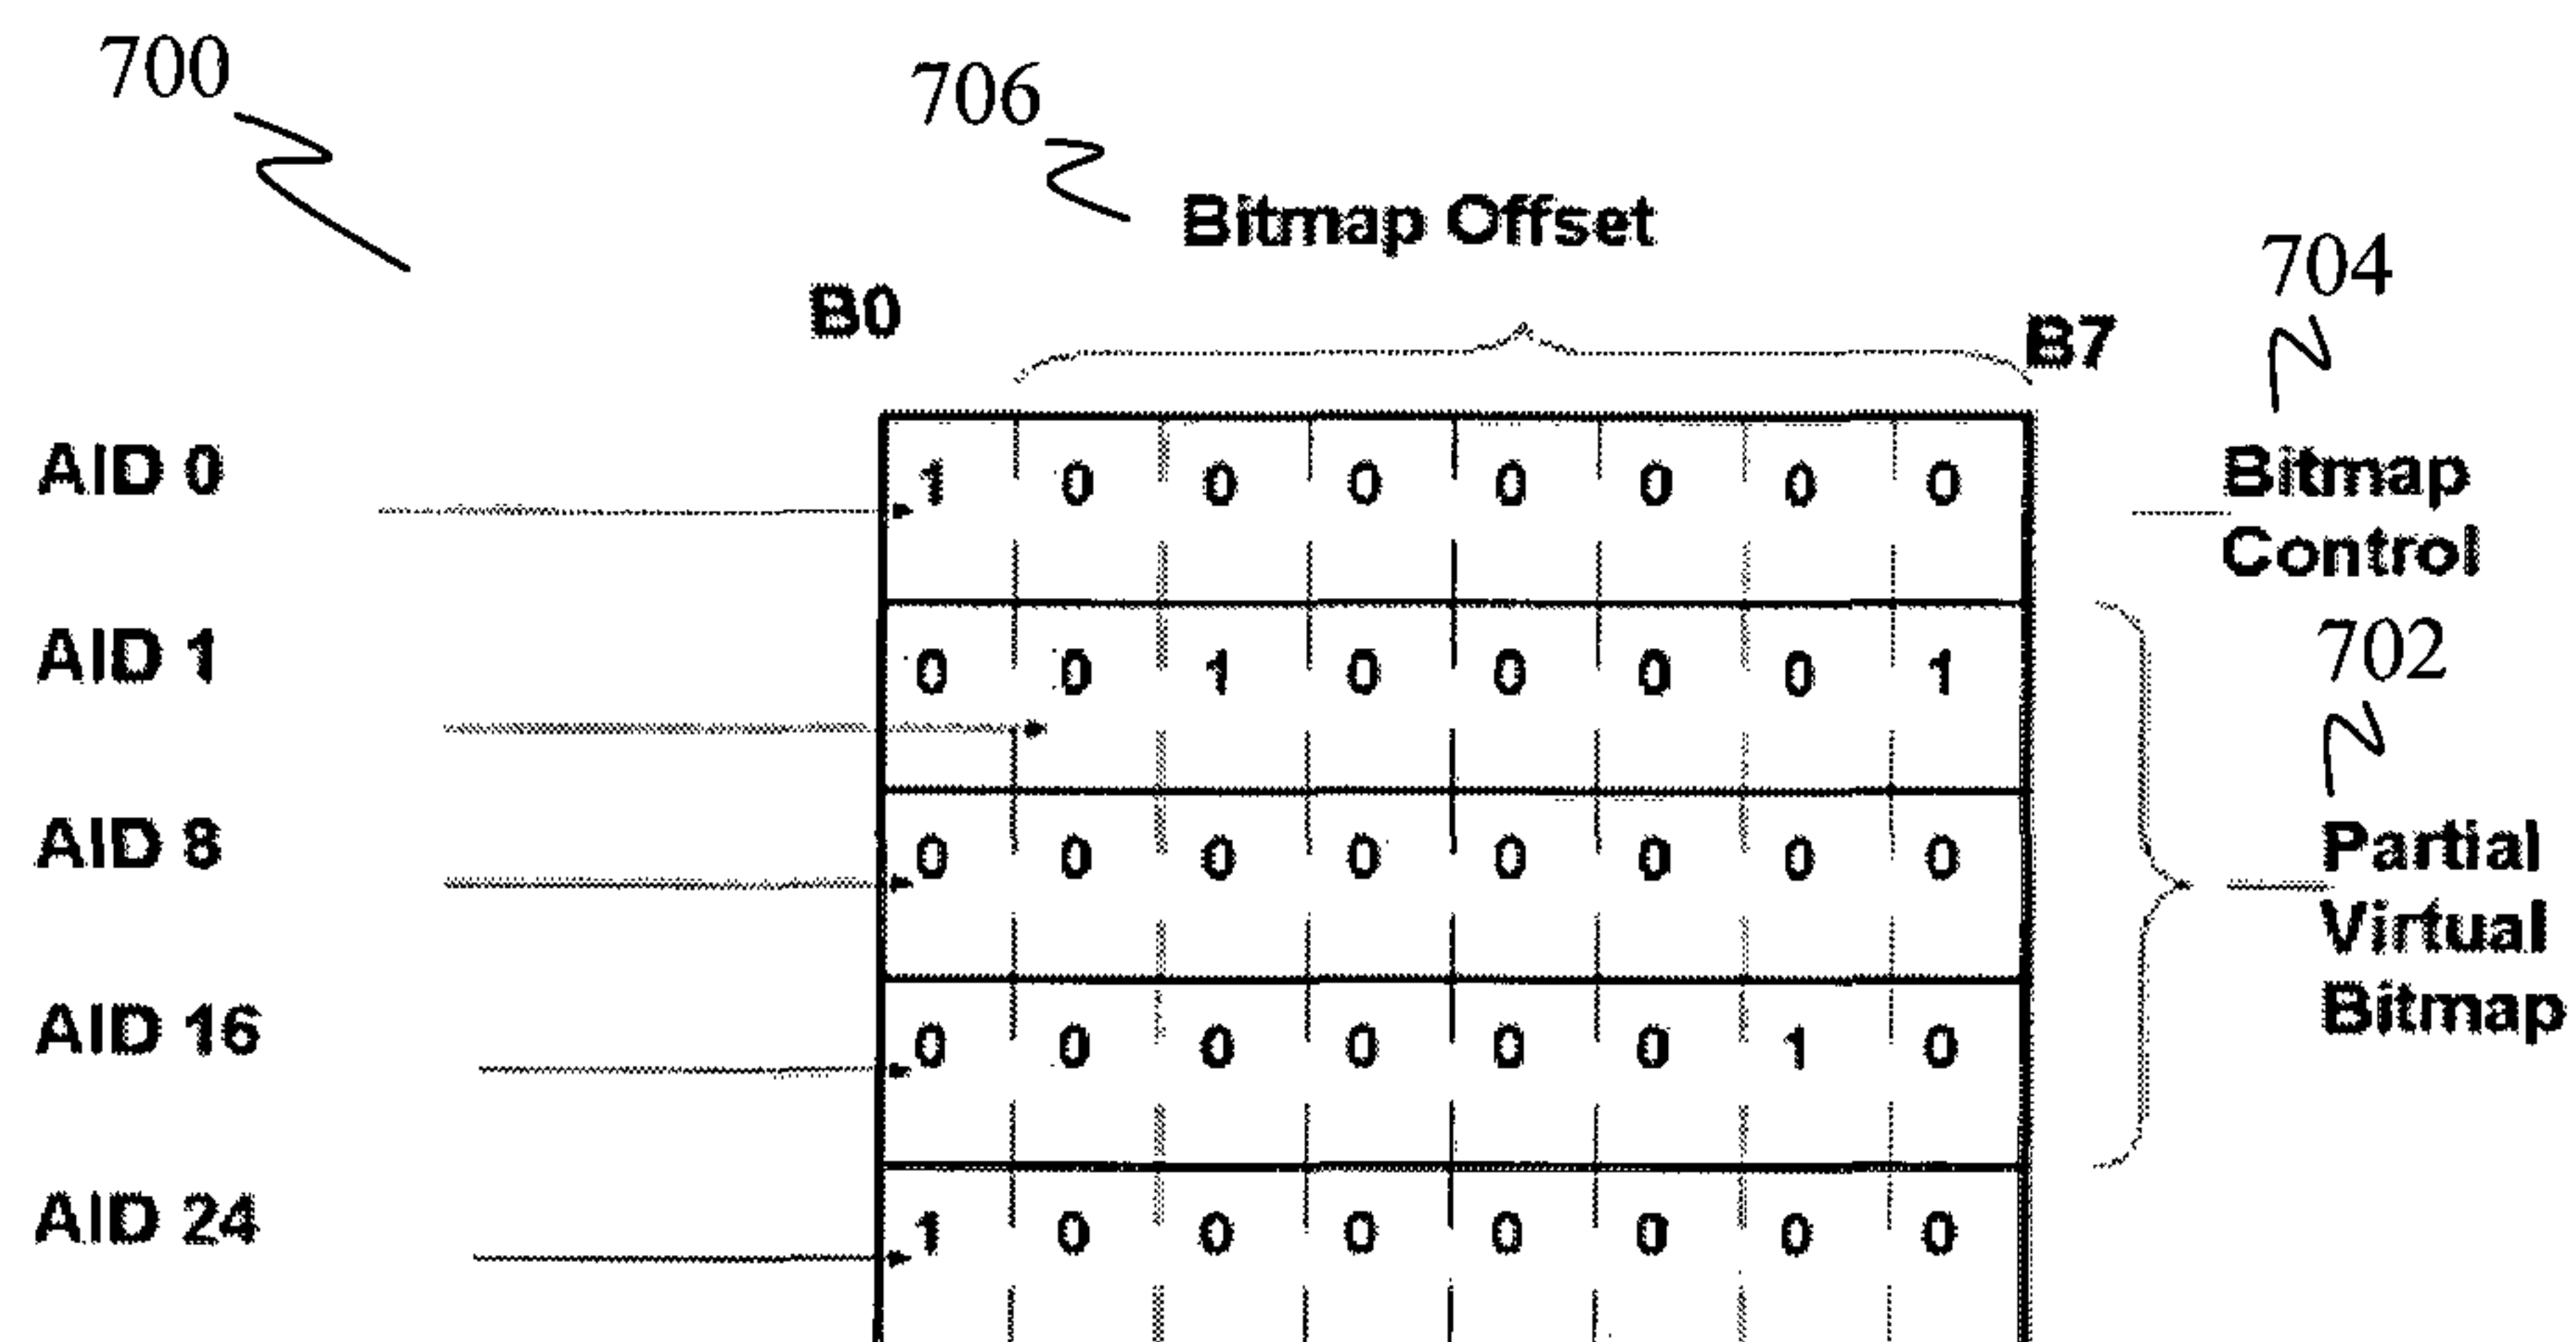 700
706
Bitmap Offset
704
B0
B7
AID 0
1 0 0 0 0 0 0 0
Bitmap
Control
AID 1
0 0 1 0 0 0 0 1
702
AID 8
0 0 0 0 0 0 0 0
Partial
Virtual
Bitmap
AID 16
0 0 0 0 0 0 1 0
AID 24
1 0 0 0 0 0 0 0